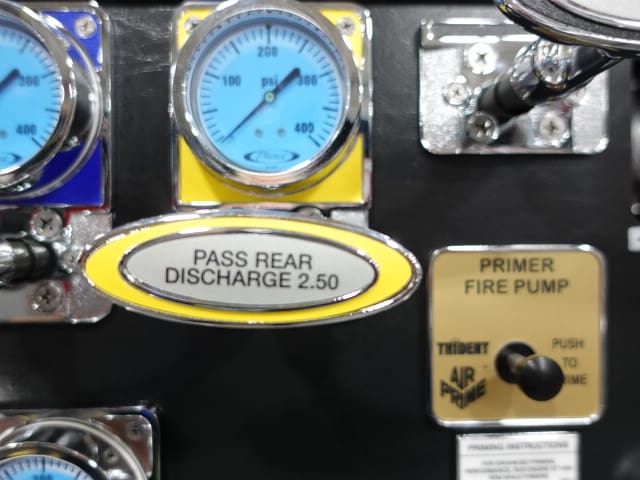 300
400
200
100 psi 300
400
PASS REAR
DISCHARGE 2.50
PRIMER
FIRE PUMP
TRIDENT
AIR
PRIME
PUSH
TO
PRIMING INSTRUCTIONS